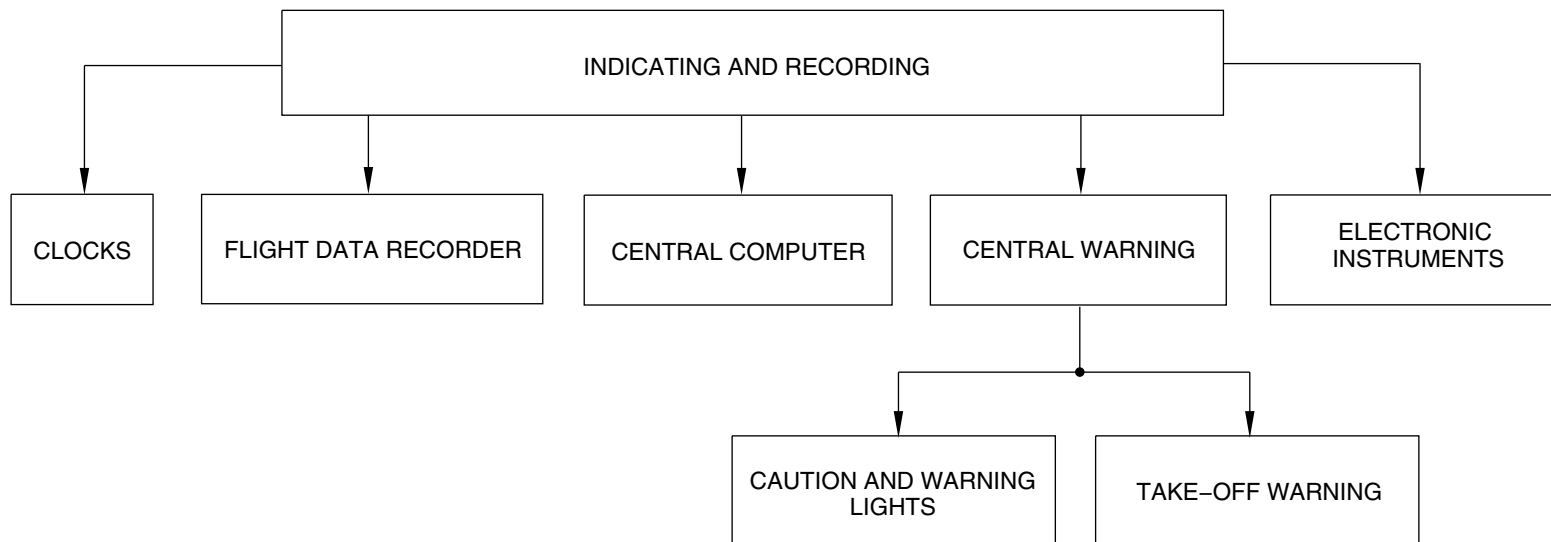 INDICATING AND RECORDING
CLOCKS
FLIGHT DATA RECORDER
CENTRAL COMPUTER
CENTRAL WARNING
ELECTRONIC
INSTRUMENTS
CAUTION AND WARNING
LIGHTS
TAKE−OFF WARNING